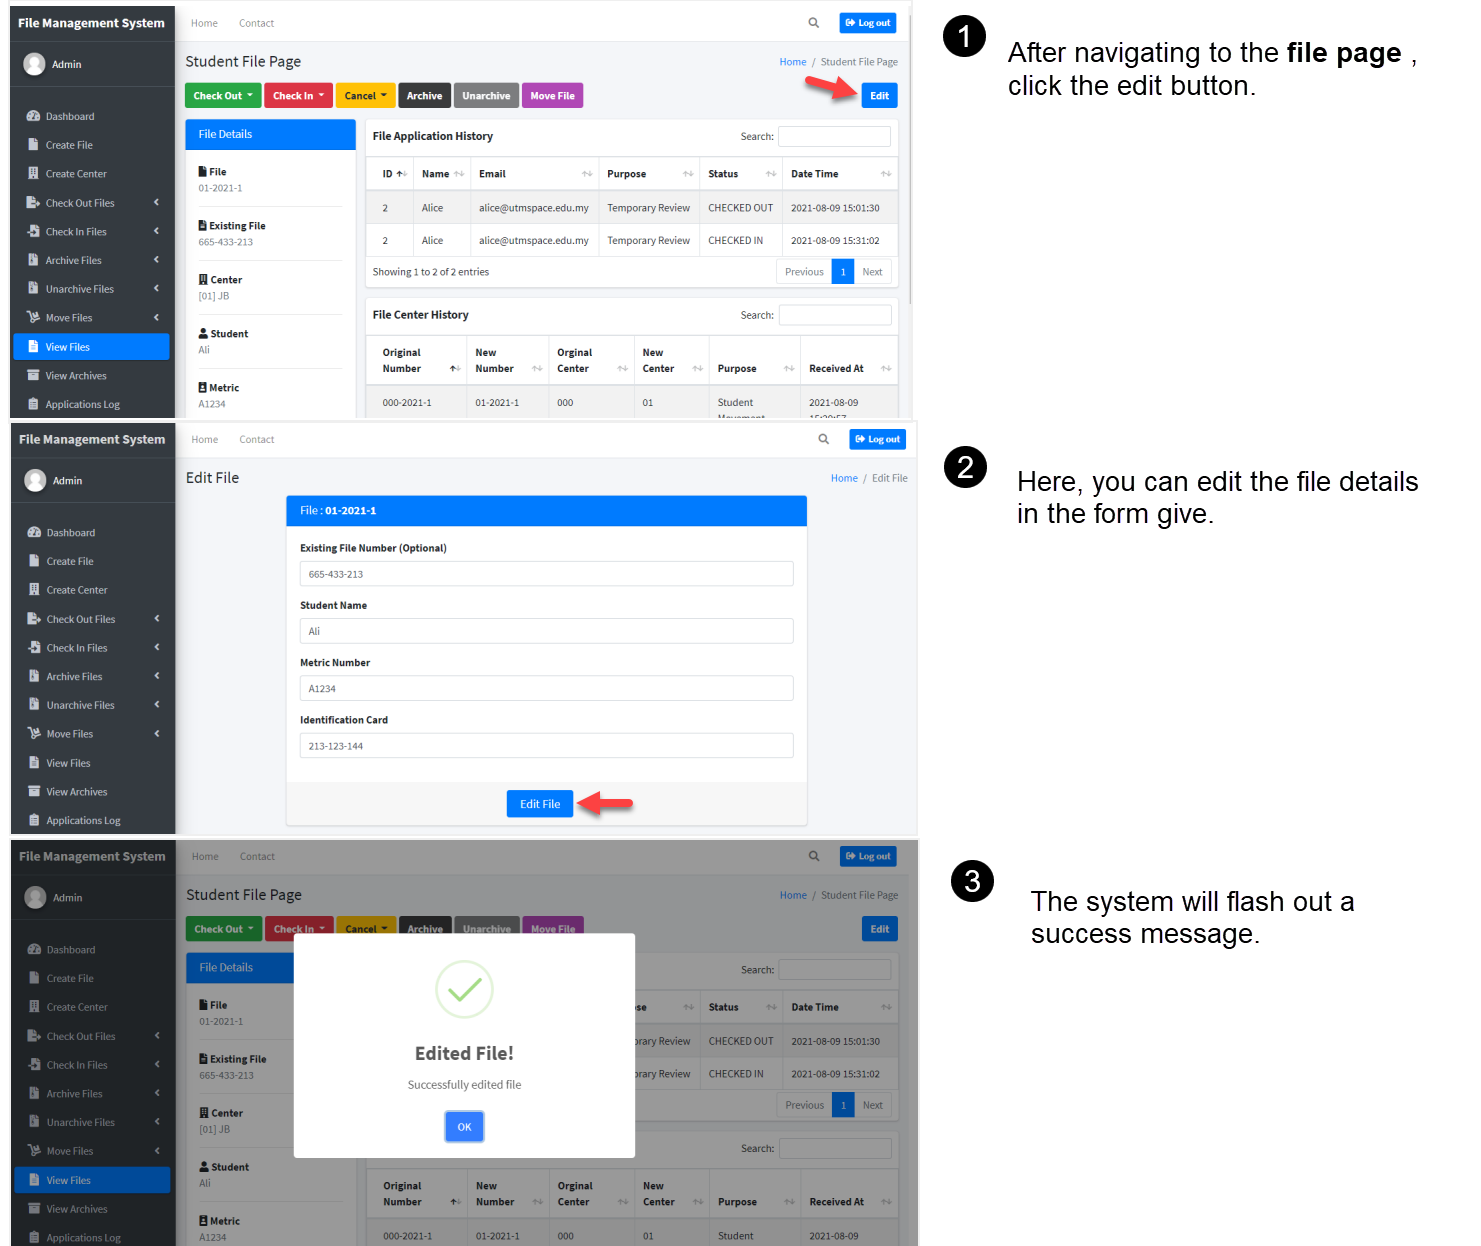 File Management System
Home Contact
Log out
Admin
Student File Page
Home / Student File Page
Check Out Check In Cancel Archive Unarchive Move File Edit
Dashboard
Create File
Create Center
Check Out Files
Check In Files
Archive Files
Unarchive Files
Move Files
View Files
View Archives
Applications Log
File Details
File
01-2021-1
Existing File
665-433-213
Center
[01] JB
Student
Ali
Metric
A1234
File Application History
Search:
ID Name Email Purpose Status Date Time
2 Alice alice@utmspace.edu.my Temporary Review CHECKED OUT 2021-08-09 15:01:30
2 Alice alice@utmspace.edu.my Temporary Review CHECKED IN 2021-08-09 15:31:02
Showing 1 to 2 of 2 entries
Previous 1 Next
File Center History
Search:
Original Number New Number Orginal Center New Center Purpose Received At
000-2021-1 01-2021-1 000 01 Student 2021-08-09
1
After navigating to the file page ,
click the edit button.
File Management System
Home Contact
Log out
Admin
Edit File
Home / Edit File
Dashboard
Create File
Create Center
Check Out Files
Check In Files
Archive Files
Unarchive Files
Move Files
View Files
View Archives
Applications Log
File : 01-2021-1
Existing File Number (Optional)
665-433-213
Student Name
Ali
Metric Number
A1234
Identification Card
213-123-144
Edit File
2
Here, you can edit the file details
in the form give.
File Management System
Home Contact
Log out
Admin
Student File Page
Home / Student File Page
Check Out Check In Cancel Archive Unarchive Move File Edit
Dashboard
Create File
Create Center
Check Out Files
Check In Files
Archive Files
Unarchive Files
Move Files
View Files
View Archives
Applications Log
File Details
File
01-2021-1
Existing File
665-433-213
Center
[01] JB
Student
Ali
Metric
A1234
Edited File!
Successfully edited file
OK
Search:
Status Date Time
Review CHECKED OUT 2021-08-09 15:01:30
Review CHECKED IN 2021-08-09 15:31:02
Previous 1 Next
Search:
Original Number New Number Orginal Center New Center Purpose Received At
000-2021-1 01-2021-1 000 01 Student 2021-08-09
3
The system will flash out a
success message.